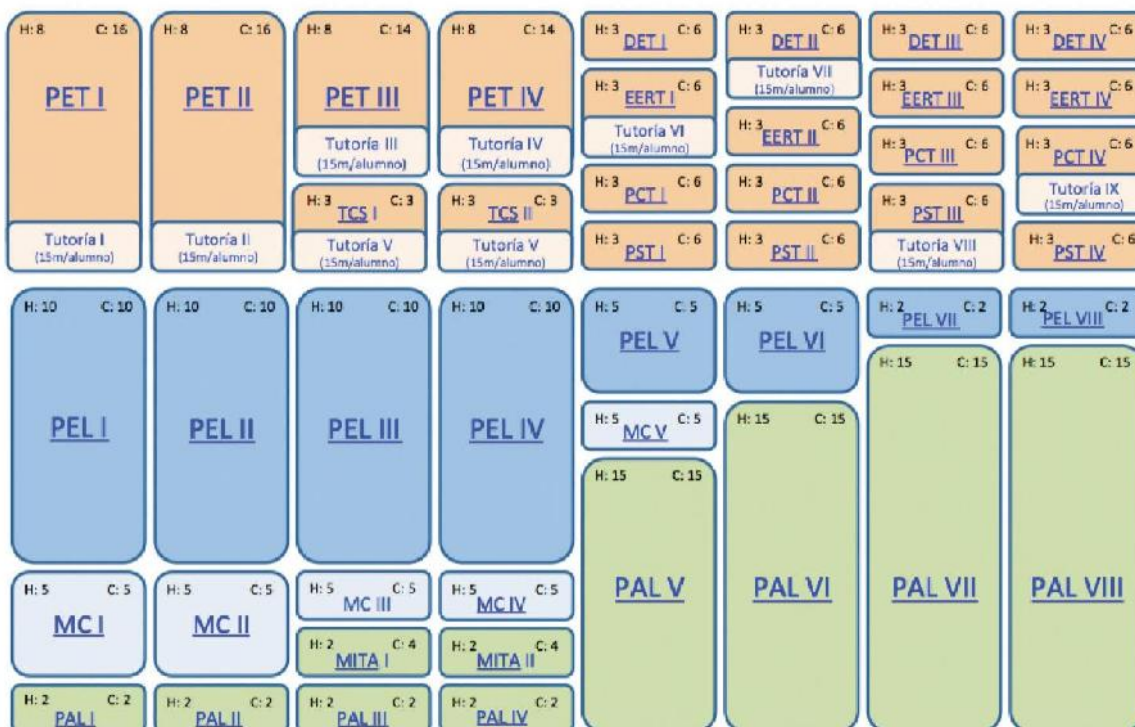 H: 8 C: 16
PET I
Tutoría I
(15m/alumno)
H: 8 C: 16
PET II
Tutoría II
(15m/alumno)
H: 8 C: 14
PET III
Tutoría III
(15m/alumno)
H: 3 C: 3
TCS I
Tutoría V
(15m/alumno)
H: 8 C: 14
PET IV
Tutoría IV
(15m/alumno)
H: 3 C: 3
TCS II
Tutoría V
(15m/alumno)
H: 3 C: 6
DET I
H: 3 C: 6
EERT I
Tutoría VI
(15m/alumno)
H: 3 C: 6
PCT I
H: 3 C: 6
PST I
H: 3 C: 6
DET II
Tutoría VII
(15m/alumno)
H: 3 C: 6
EERT II
H: 3 C: 6
PCT II
H: 3 C: 6
PST II
H: 3 C: 6
DET III
H: 3 C: 6
EERT III
H: 3 C: 6
PCT III
H: 3 C: 6
PST III
Tutoría VIII
(15m/alumno)
H: 3 C: 6
DET IV
H: 3 C: 6
EERT IV
H: 3 C: 6
PCT IV
Tutoría IX
(15m/alumno)
H: 3 C: 6
PST IV
H: 10 C: 10
PEL I
H: 10 C: 10
PEL II
H: 10 C: 10
PEL III
H: 10 C: 10
PEL IV
H: 5 C: 5
PEL V
H: 5 C: 5
PEL VI
H: 2 C: 2
PEL VII
H: 2 C: 2
PEL VIII
H: 5 C: 5
MC I
H: 5 C: 5
MC II
H: 5 C: 5
MC III
H: 5 C: 5
MC IV
H: 5 C: 5
MC V
H: 2 C: 4
MITA I
H: 2 C: 4
MITA II
H: 2 C: 2
PAL I
H: 2 C: 2
PAL II
H: 2 C: 2
PAL III
H: 2 C: 2
PAL IV
H: 15 C: 15
PAL V
H: 15 C: 15
PAL VI
H: 15 C: 15
PAL VII
H: 15 C: 15
PAL VIII